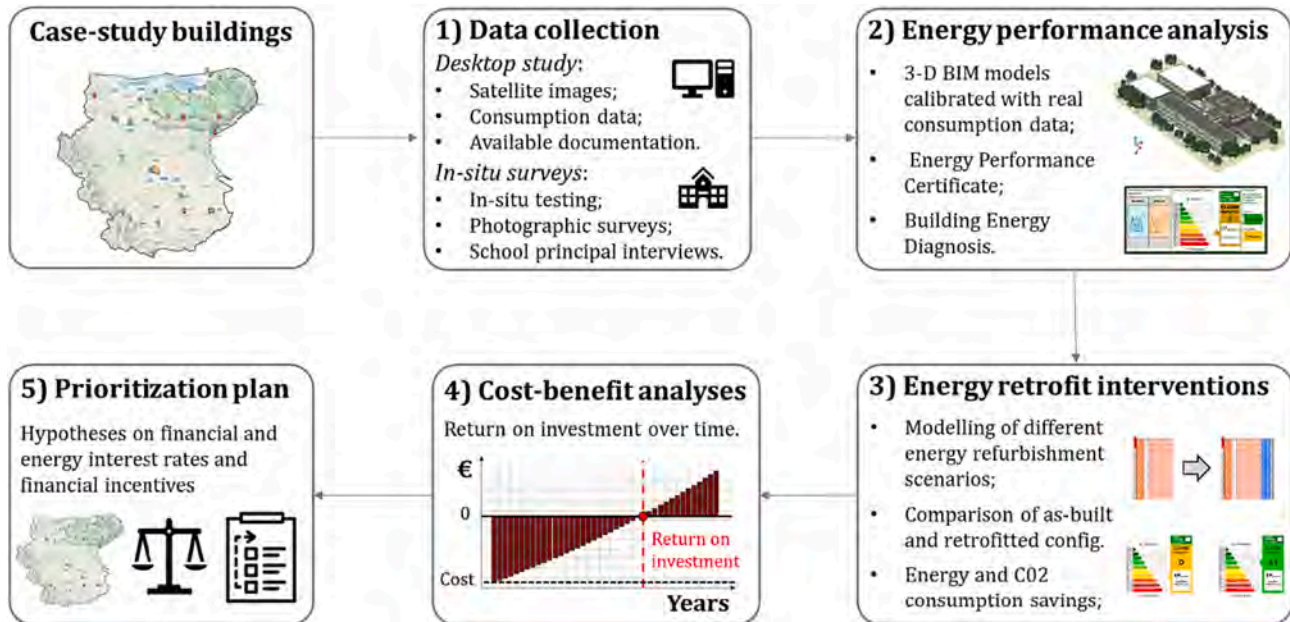 Case-study buildings
1) Data collection
Desktop study:
• Satellite images;
• Consumption data;
• Available documentation.
In-situ surveys:
• In-situ testing;
• Photographic surveys;
• School principal interviews.
2) Energy performance analysis
• 3-D BIM models
calibrated with real
consumption data;
• Energy Performance
Certificate;
• Building Energy
Diagnosis.
3) Energy retrofit interventions
• Modelling of different
energy refurbishment
scenarios;
• Comparison of as-built
and retrofitted config.
• Energy and C02
consumption savings;
D
4) Cost-benefit analyses
Return on investment over time.
€
0
Return on
investment
Cost
Years
5) Prioritization plan
Hypotheses on financial and
energy interest rates and
financial incentives